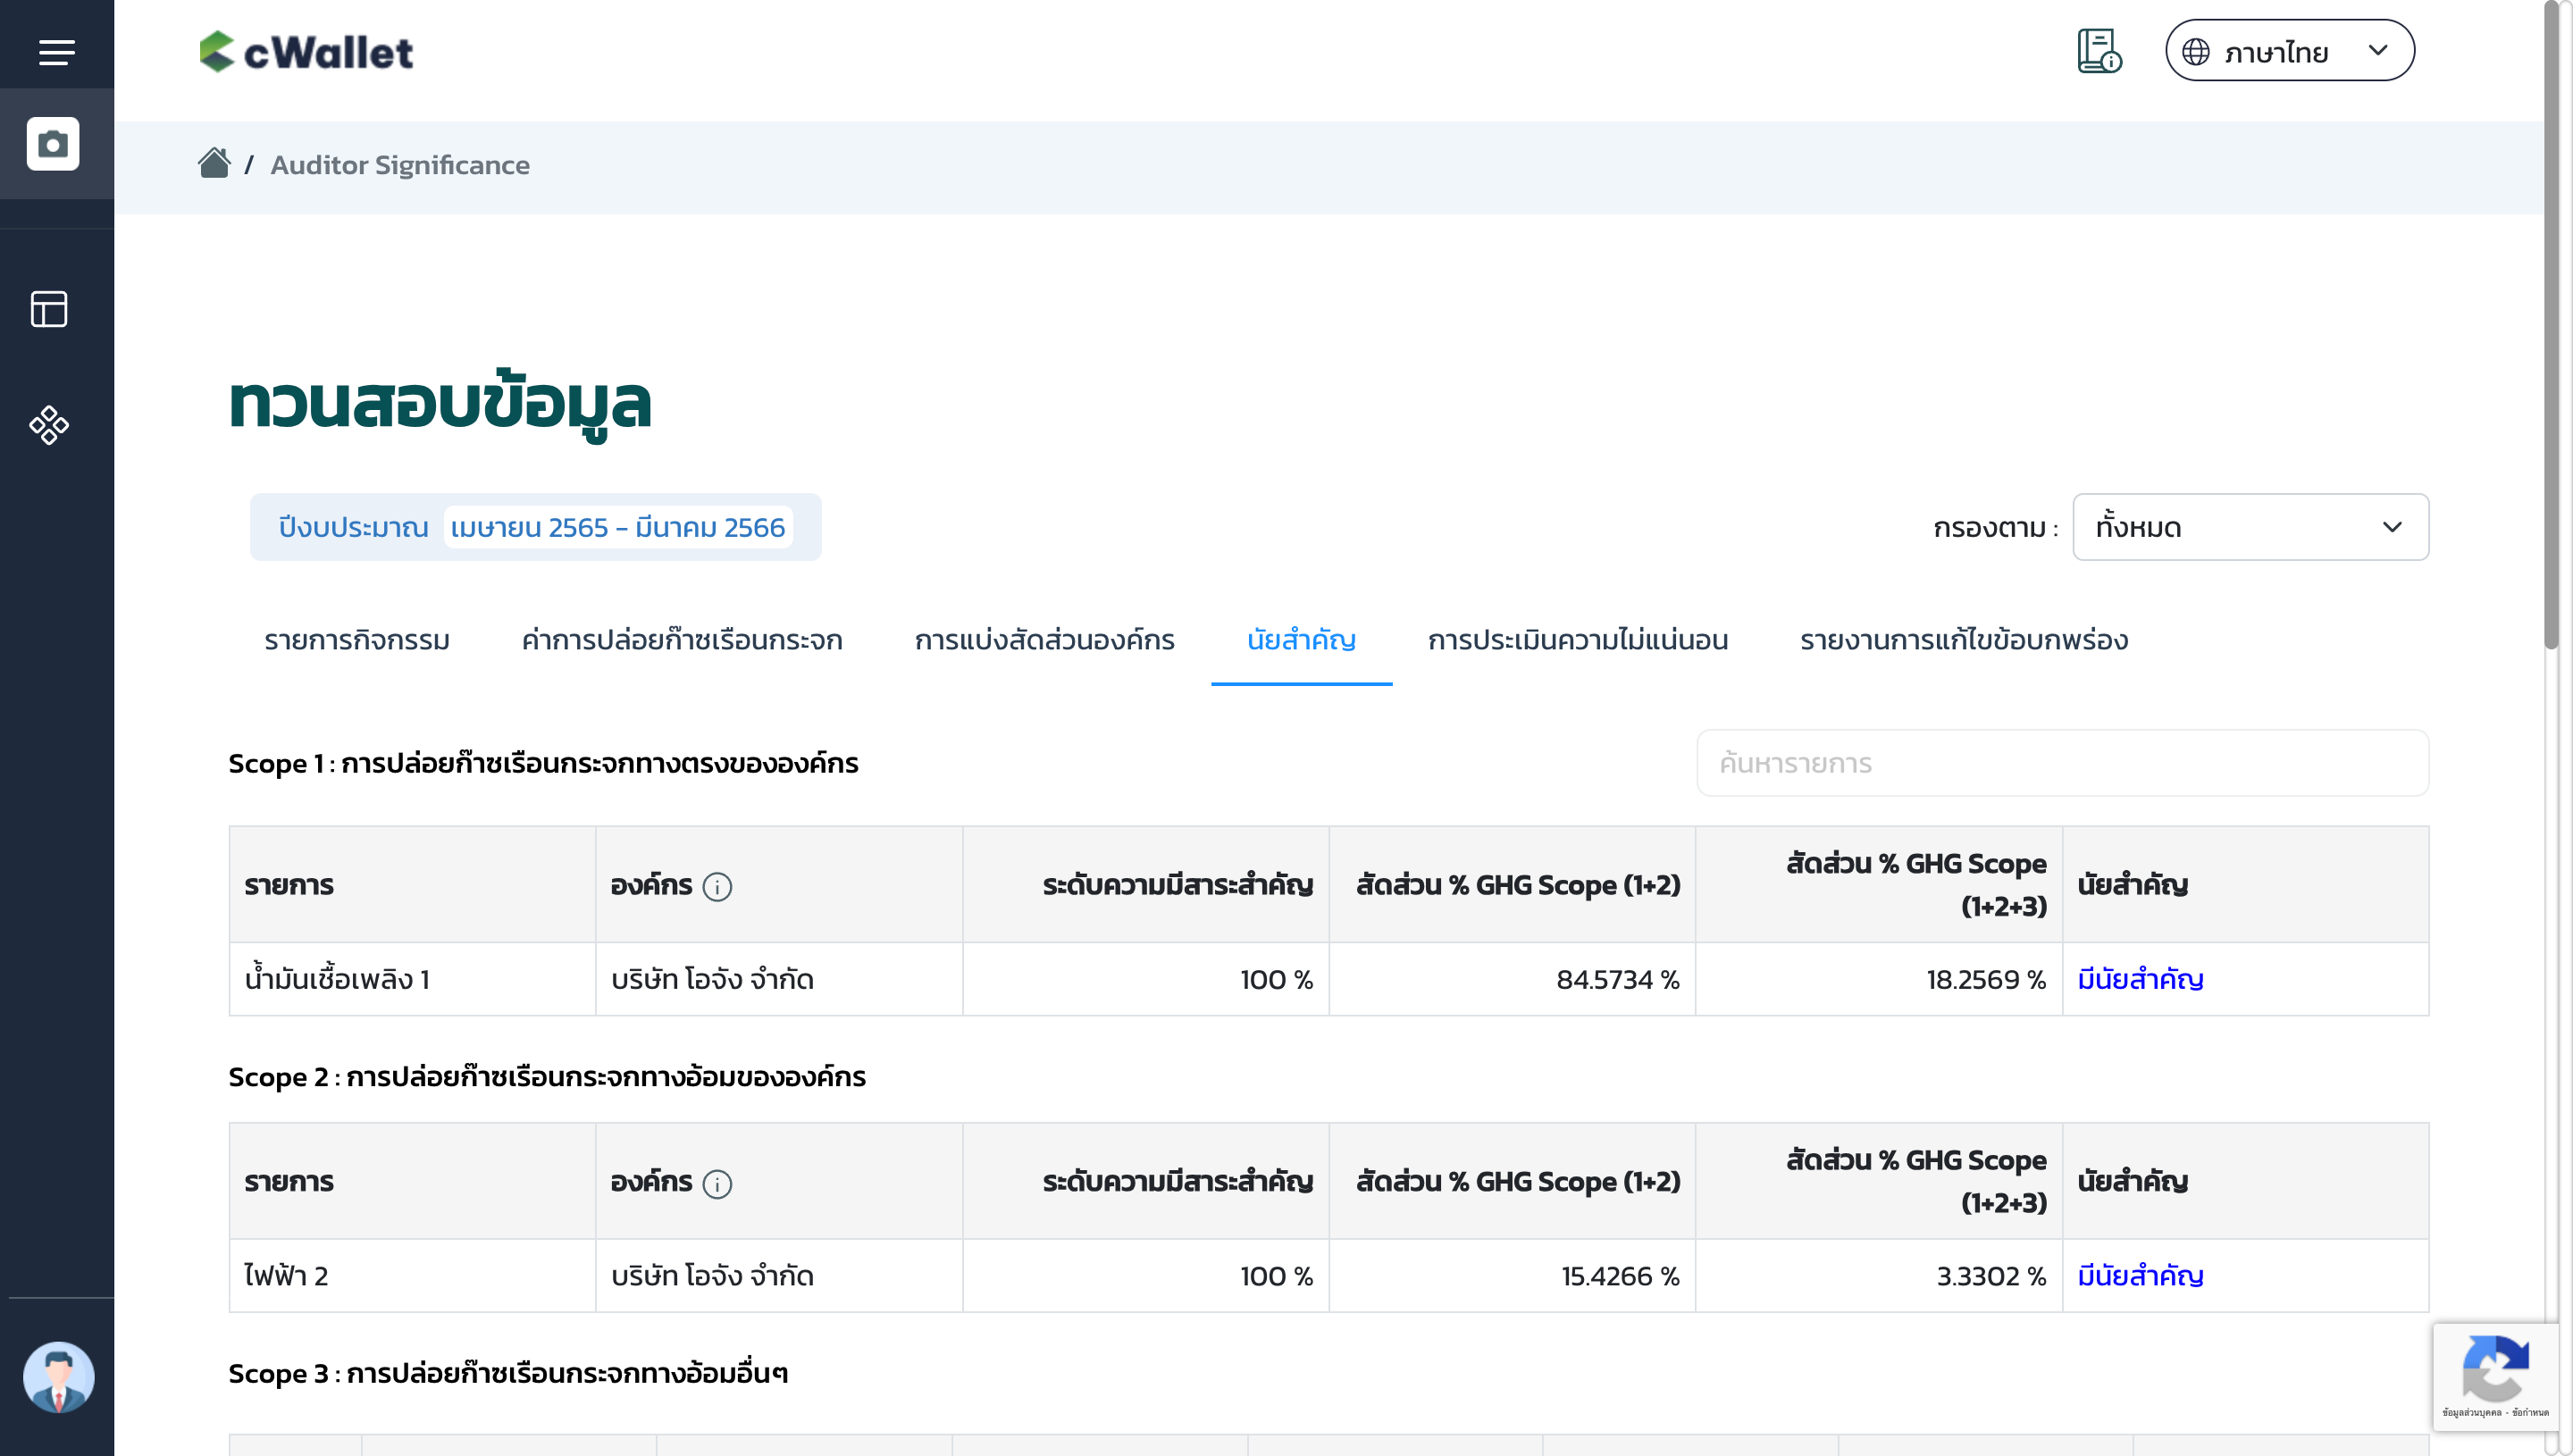 cWallet
ภาษาไทย
/ Auditor Significance
ทวนสอบข้อมูล
ปีงบประมาณ เมษายน 2565 - มีนาคม 2566
กรองตาม : ทั้งหมด
รายการกิจกรรม ค่าการปล่อยก๊าซเรือนกระจก การแบ่งสัดส่วนองค์กร นัยสำคัญ การประเมินความไม่แน่นอน รายงานการแก้ไขข้อบกพร่อง
Scope 1 : การปล่อยก๊าซเรือนกระจกทางตรงขององค์กร
ค้นหารายการ
รายการ องค์กร ระดับความมีสาระสำคัญ สัดส่วน % GHG Scope (1+2) สัดส่วน % GHG Scope
(1+2+3) นัยสำคัญ
น้ำมันเชื้อเพลิง 1 บริษัท โอจัง จำกัด 100 % 84.5734 % 18.2569 % มีนัยสำคัญ
Scope 2 : การปล่อยก๊าซเรือนกระจกทางอ้อมขององค์กร
รายการ องค์กร ระดับความมีสาระสำคัญ สัดส่วน % GHG Scope (1+2) สัดส่วน % GHG Scope
(1+2+3) นัยสำคัญ
ไฟฟ้า 2 บริษัท โอจัง จำกัด 100 % 15.4266 % 3.3302 % มีนัยสำคัญ
Scope 3 : การปล่อยก๊าซเรือนกระจกทางอ้อมอื่นๆ
ข้อมูลส่วนบุคคล - ข้อกำหนด